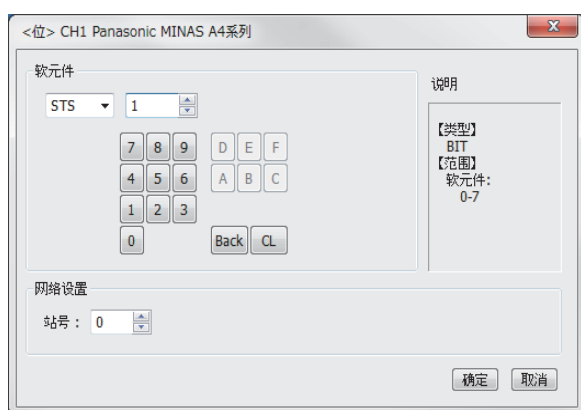 <位> CH1 Panasonic MINAS A4系列
软元件
STS 1
7 8 9 D E F
4 5 6 A B C
1 2 3
0 Back CL
说明
【类型】
BIT
【范围】
软元件:
0-7
网络设置
站号： 0
确定 取消